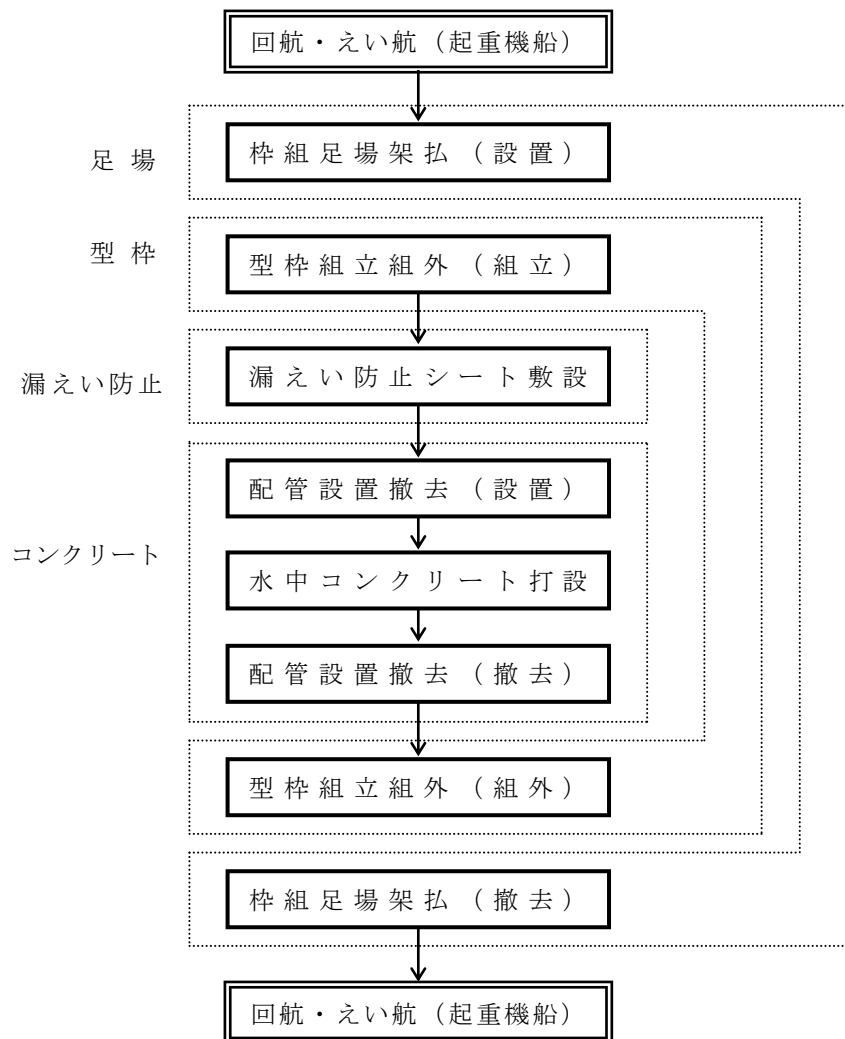 回航・えい航（起重機船）
足場
枠組足場架払（設置）
型枠
型枠組立組外（組立）
漏えい防止
漏えい防止シート敷設
配管設置撤去（設置）
コンクリート
水中コンクリート打設
配管設置撤去（撤去）
型枠組立組外（組外）
枠組足場架払（撤去）
回航・えい航（起重機船）